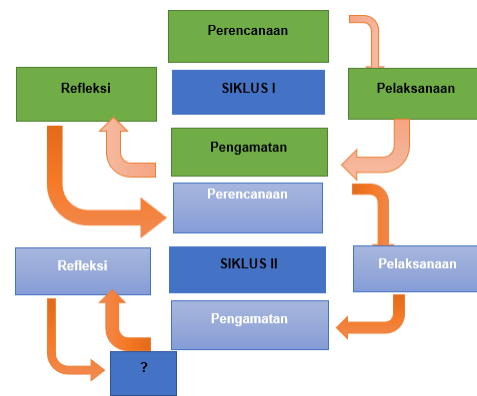 Perencanaan
Refleksi
SIKLUS I
Pelaksanaan
Pengamatan
Perencanaan
Refleksi
SIKLUS II
Pelaksanaan
Pengamatan
?